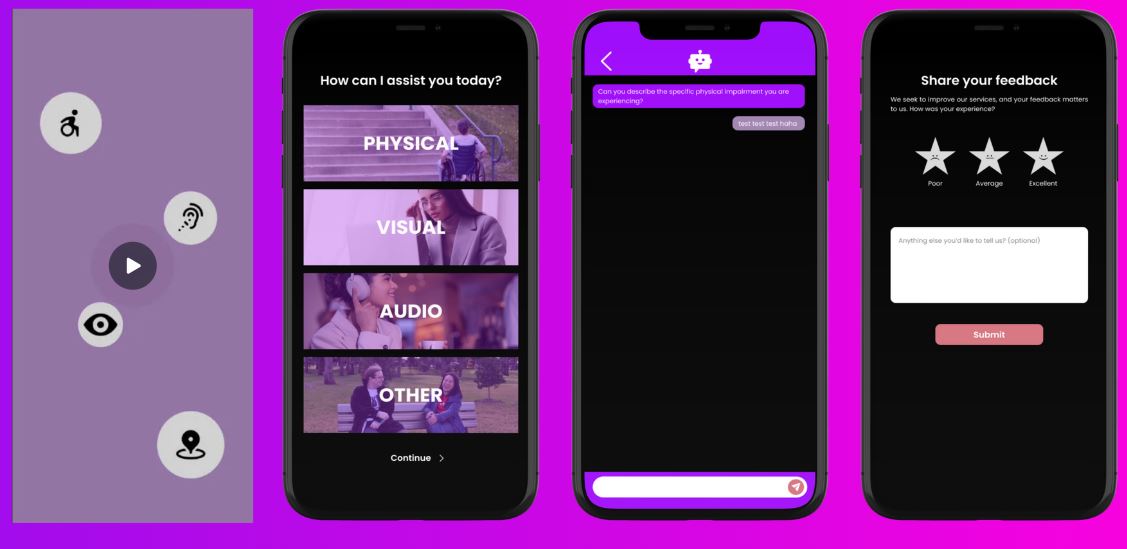 How can I assist you today?
PHYSICAL
VISUAL
AUDIO
OTHER
Continue
Can you describe the specific physical impairment you are
experiencing?
test test test haha
Share your feedback
We seek to improve our services, and your feedback matters
to us. How was your experience?
Poor Average Excellent
Anything else you'd like to tell us? (optional)
Submit